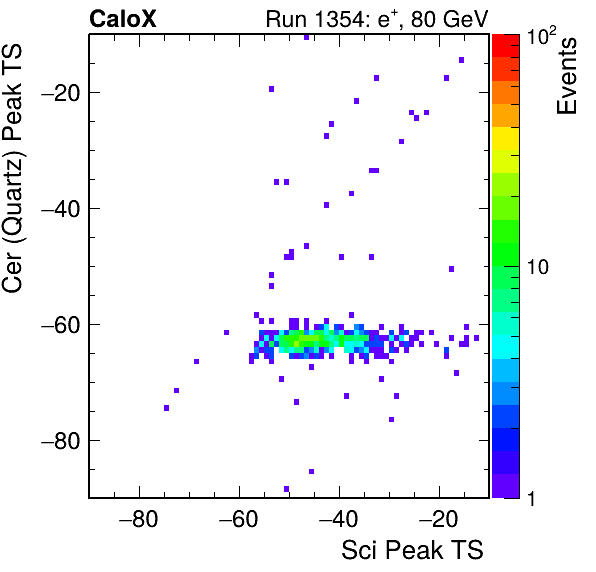 CaloX
Run 1354: e+, 80 GeV
Cer (Quartz) Peak TS
−20
−40
−60
−80
−80
−60
−40
−20
Sci Peak TS
10²
10
1
Events